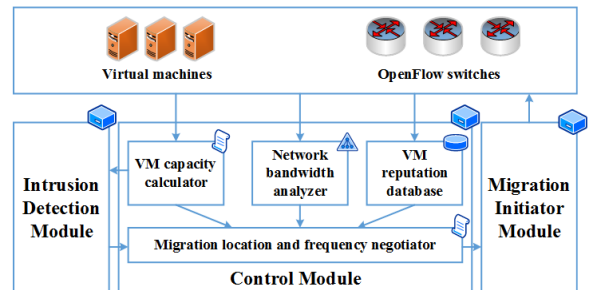 Virtual machines
OpenFlow switches
Intrusion
Detection
Module
VM capacity
calculator
Network
bandwidth
analyzer
VM
reputation
database
Migration
Initiator
Module
Migration location and frequency negotiator
Control Module